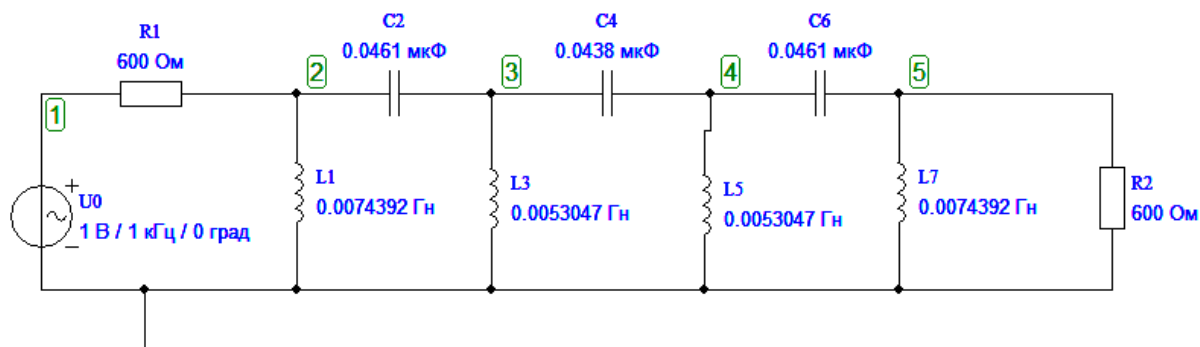 R1
600 Ом
C2
0.0461 мкФ
C4
0.0438 мкФ
C6
0.0461 мкФ
1
2
3
4
5
+
U0
1 В / 1 кГц / 0 град
−
L1
0.0074392 Гн
L3
0.0053047 Гн
L5
0.0053047 Гн
L7
0.0074392 Гн
R2
600 Ом